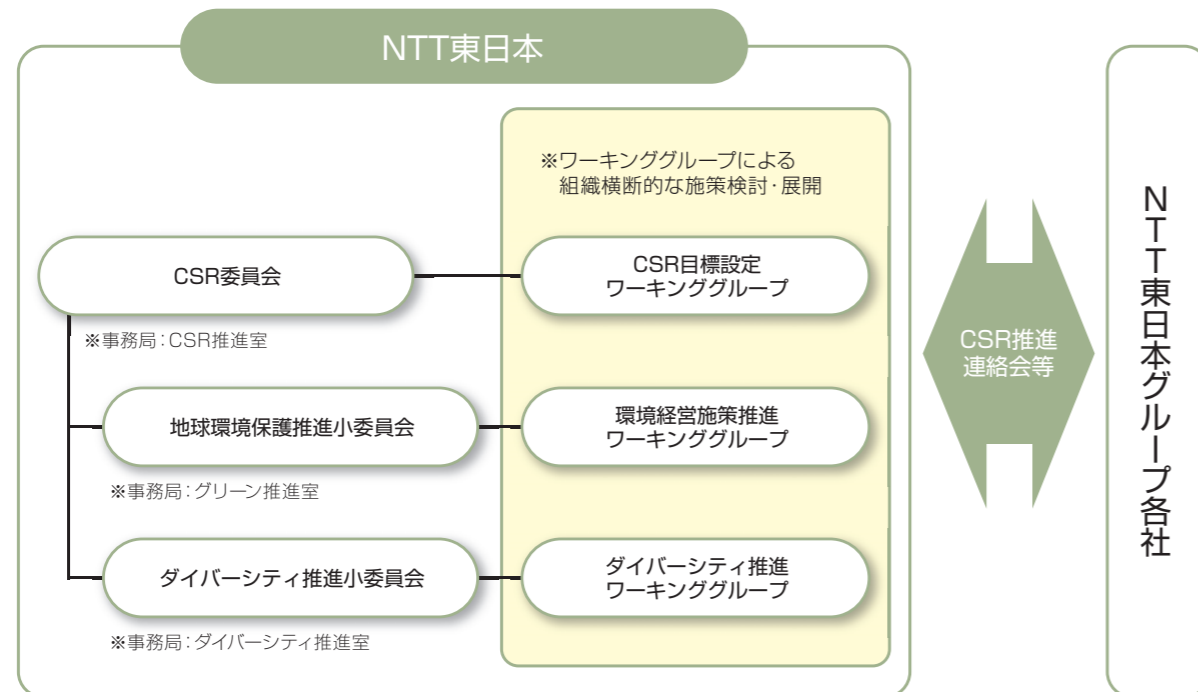 NTT東日本
※ワーキンググループによる
組織横断的な施策検討・展開
CSR委員会
CSR目標設定
ワーキンググループ
※事務局：CSR推進室
地球環境保護推進小委員会
環境経営施策推進
ワーキンググループ
※事務局：グリーン推進室
ダイバーシティ推進小委員会
ダイバーシティ推進
ワーキンググループ
※事務局：ダイバーシティ推進室
CSR推進
連絡会等
NTT東日本グループ各社